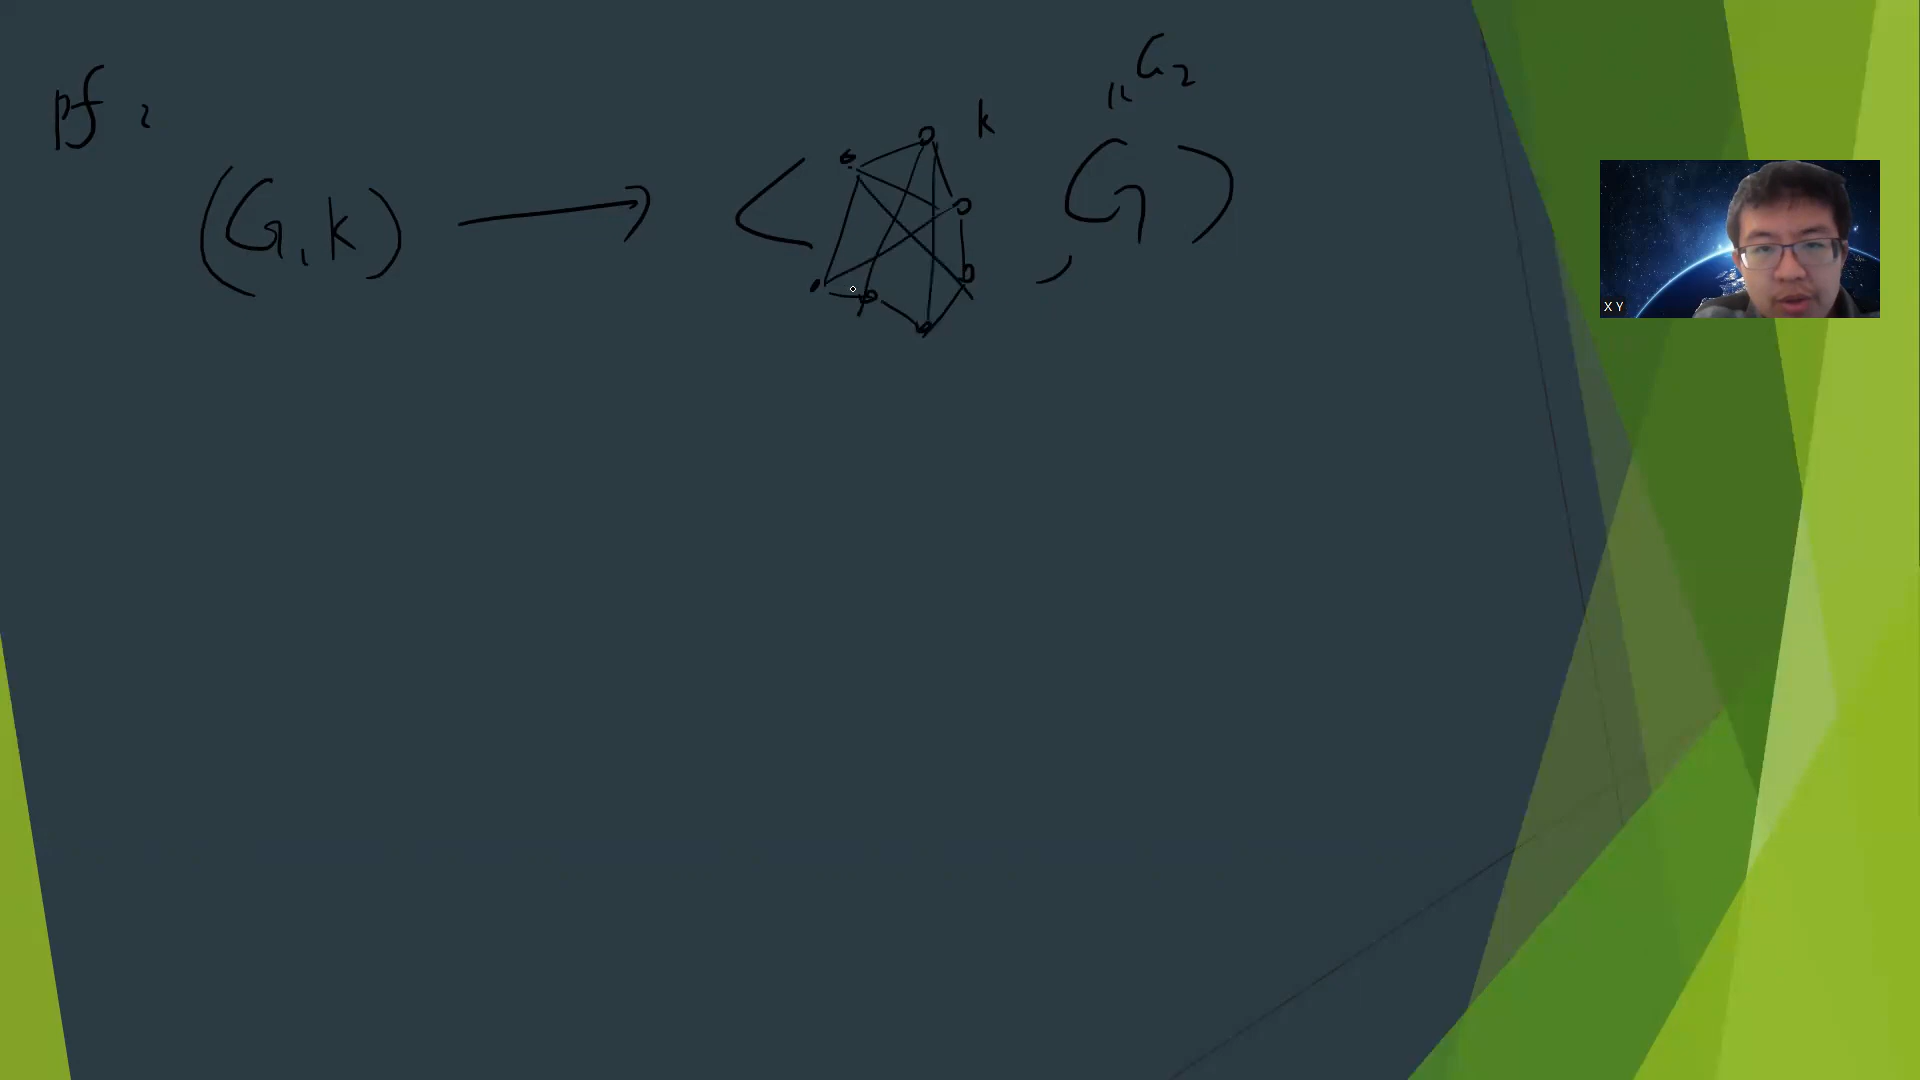 pf :
(G, k) → < k , G )
" G2
X Y